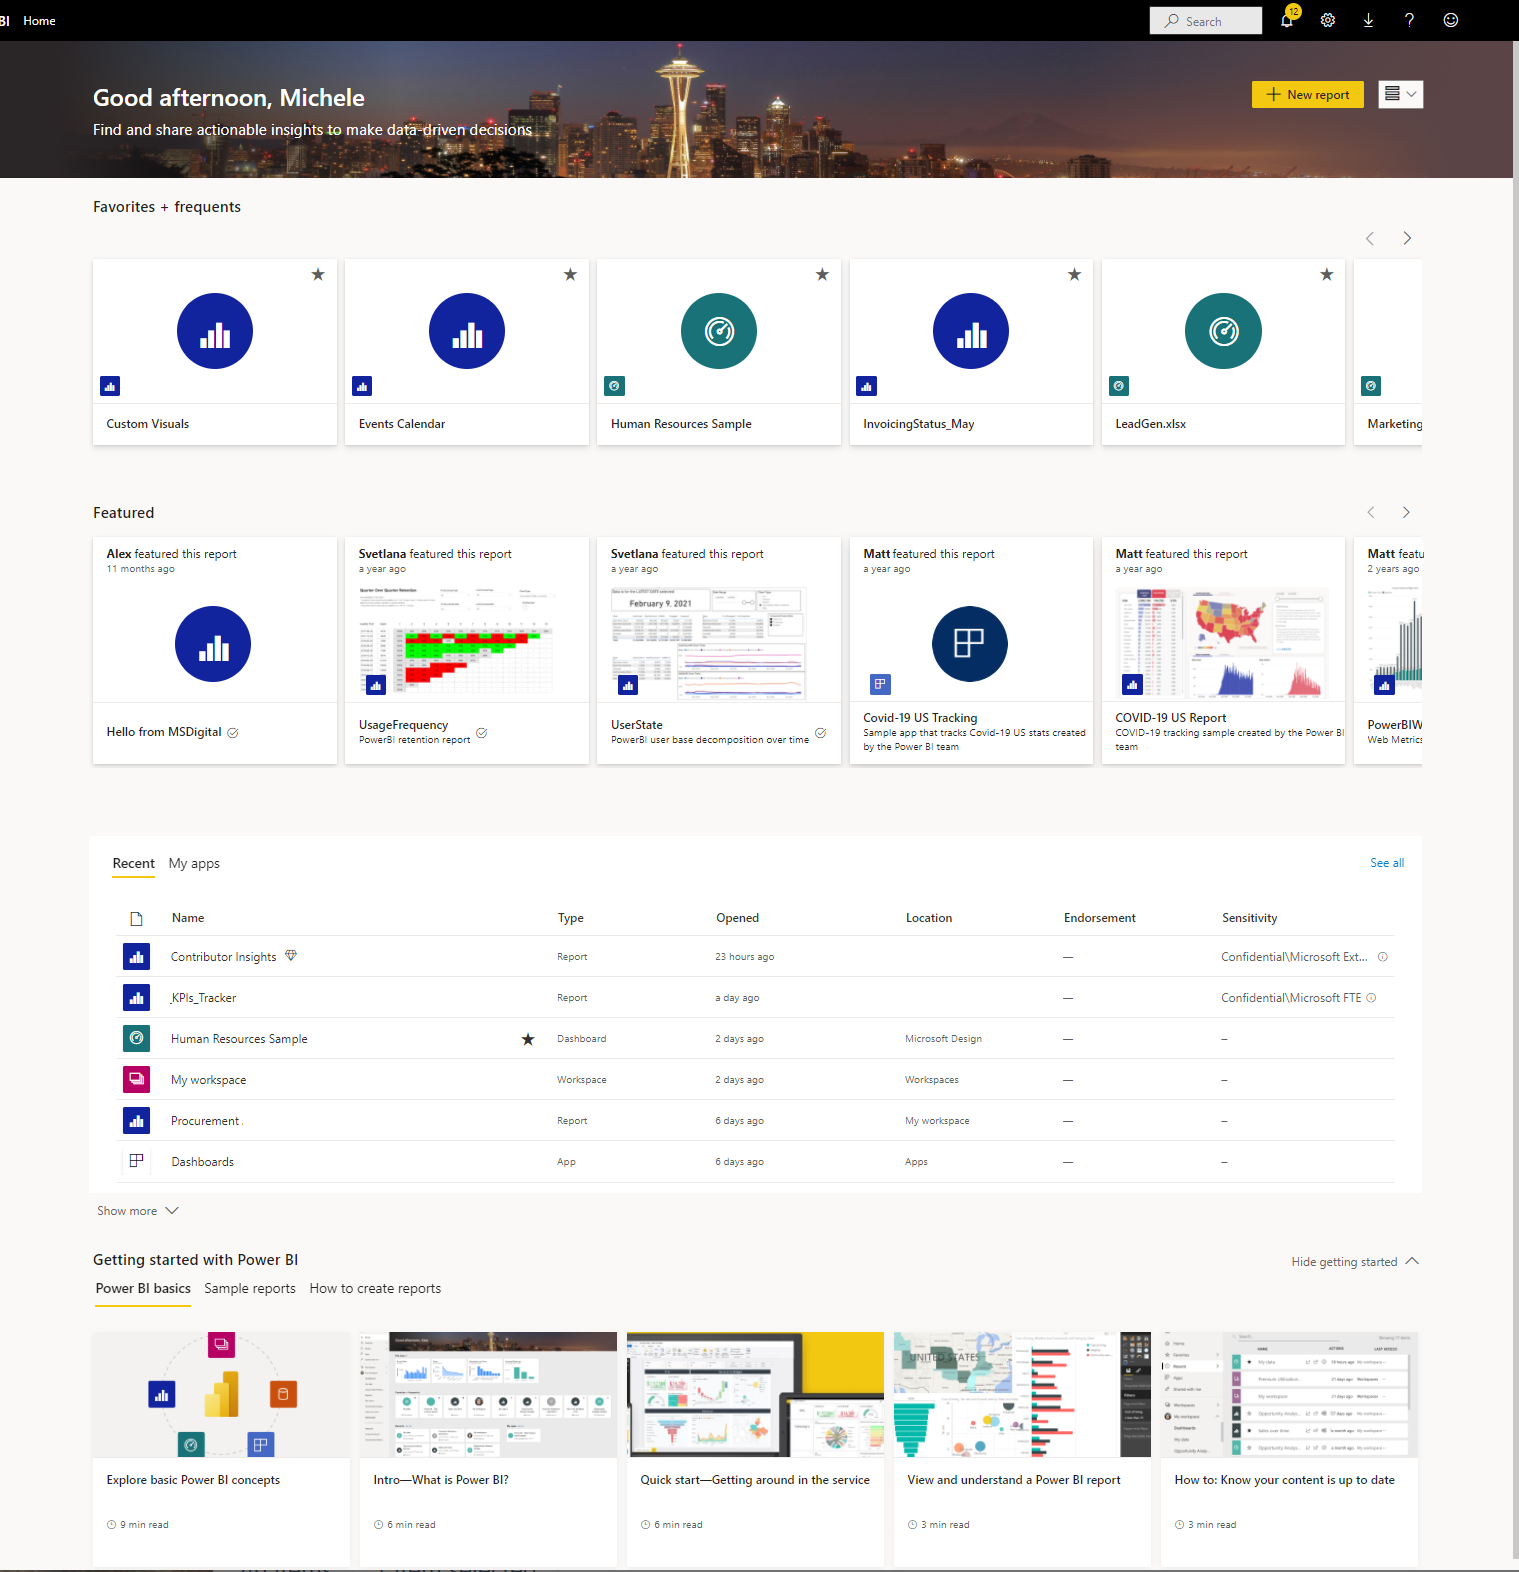 BI Home
Search
12
Good afternoon, Michele
Find and share actionable insights to make data-driven decisions
New report
Favorites + frequents
Custom Visuals
Events Calendar
Human Resources Sample
InvoicingStatus_May
LeadGen.xlsx
Marketing
Featured
Alex featured this report
11 months ago
Hello from MSDigital
Svetlana featured this report
a year ago
Quarter Over Quarter Retention
UsageFrequency
PowerBI retention report
Svetlana featured this report
a year ago
February 9, 2021
UserState
PowerBI user base decomposition over time
Matt featured this report
a year ago
Covid-19 US Tracking
Sample app that tracks Covid-19 US stats created
by the Power BI team
Matt featured this report
a year ago
COVID-19 US Report
COVID-19 tracking sample created by the Power BI
team
Matt featu
2 years ago
PowerBIW
Web Metrics
Recent My apps
See all
Name Type Opened Location Endorsement Sensitivity
Contributor Insights Report 23 hours ago — Confidential\Microsoft Ext...
_KPIs_Tracker Report a day ago — Confidential\Microsoft FTE
Human Resources Sample Dashboard 2 days ago Microsoft Design — –
My workspace Workspace 2 days ago Workspaces — –
Procurement Report 6 days ago My workspace — –
Dashboards App 6 days ago Apps — –
Show more
Getting started with Power BI
Hide getting started
Power BI basics Sample reports How to create reports
Explore basic Power BI concepts
9 min read
Intro—What is Power BI?
6 min read
Quick start—Getting around in the service
6 min read
UNITED STATES
View and understand a Power BI report
3 min read
How to: Know your content is up to date
3 min read